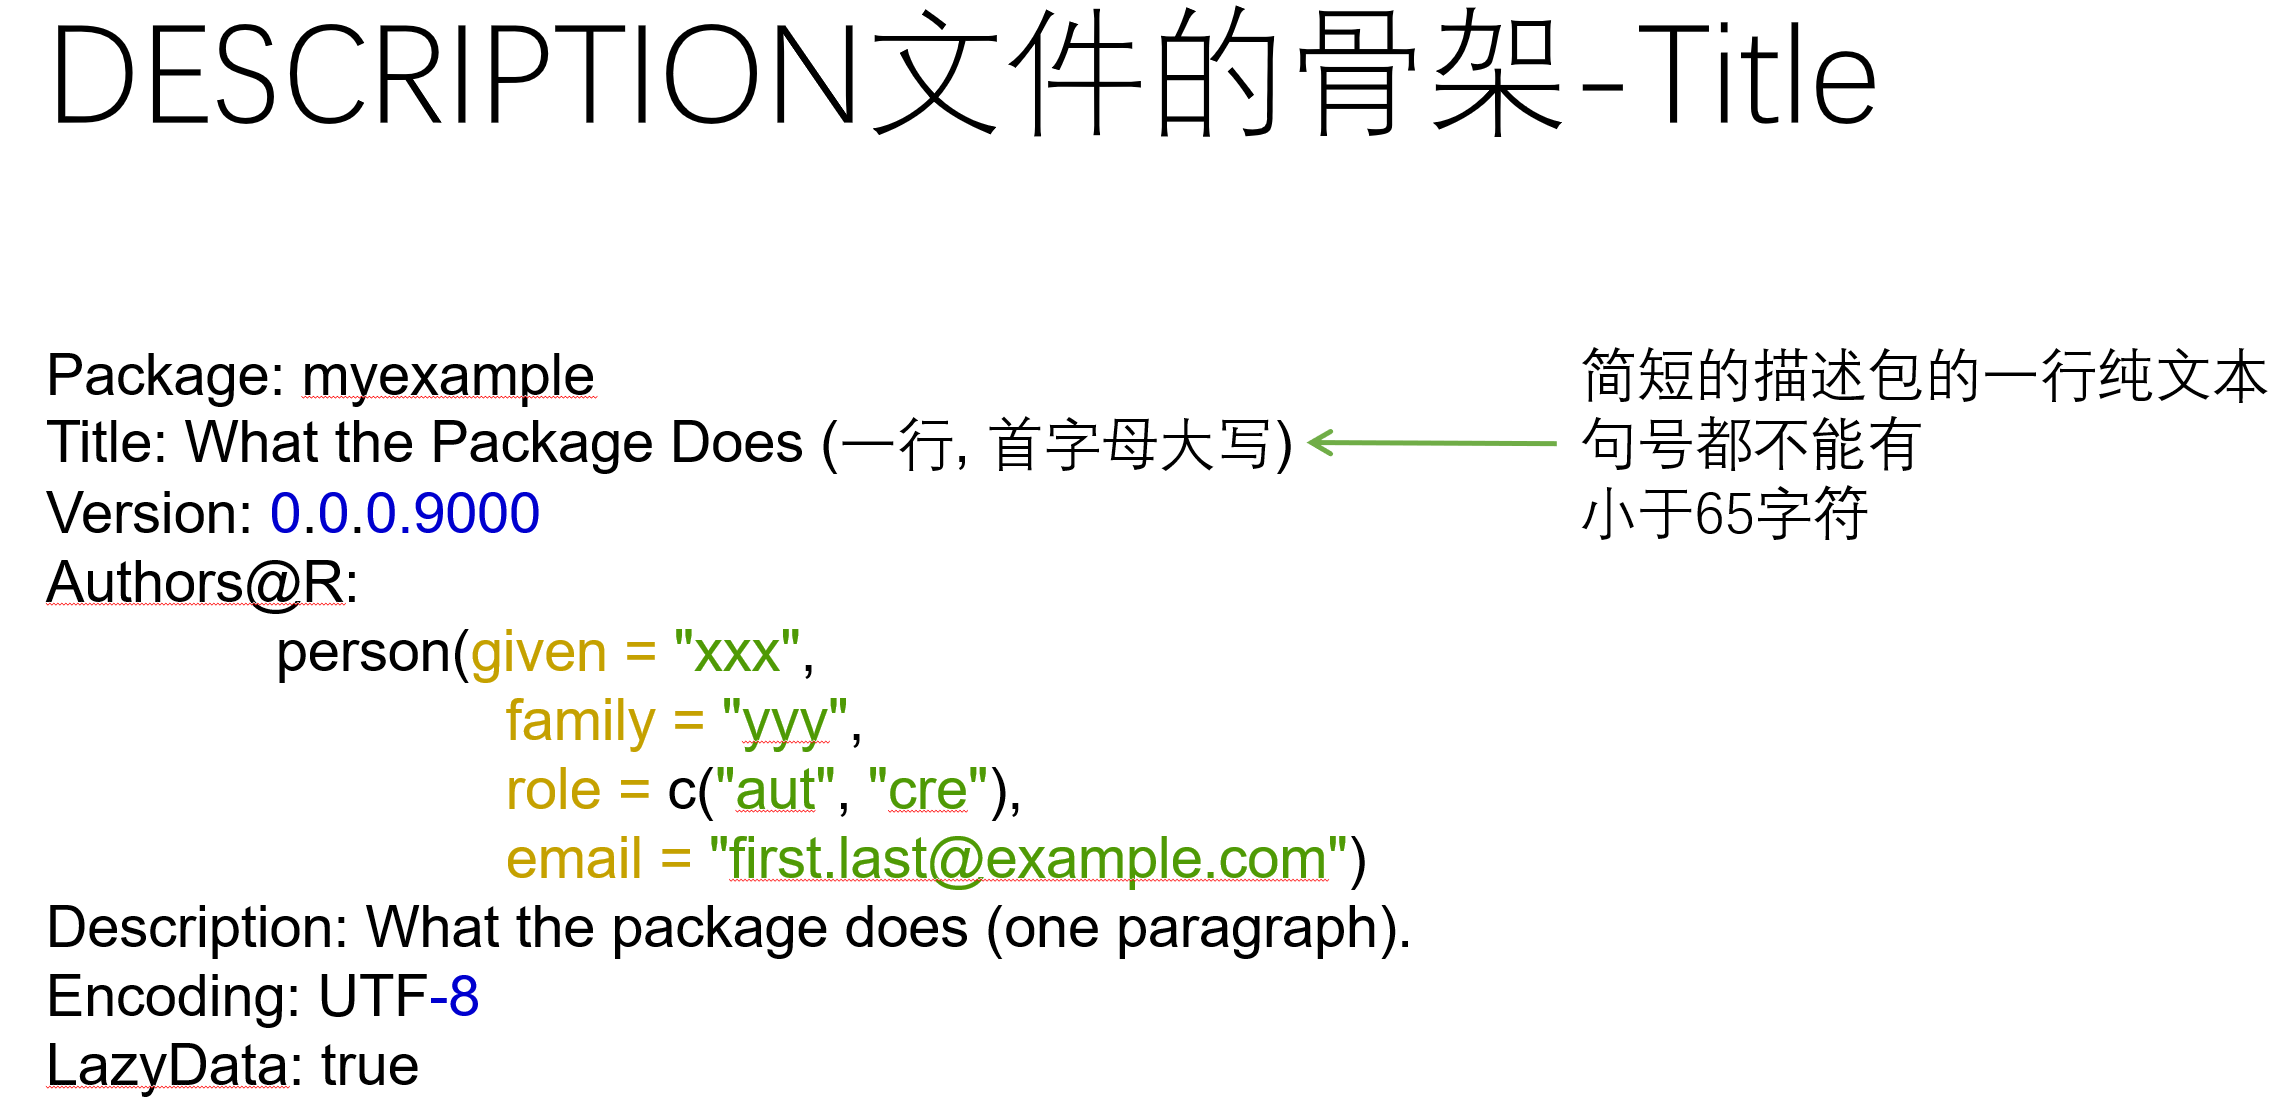 DESCRIPTION文件的骨架-Title
Package: myexample
Title: What the Package Does (一行, 首字母大写)
Version: 0.0.0.9000
Authors@R:
person(given = "xxx",
family = "yyy",
role = c("aut", "cre"),
email = "first.last@example.com")
Description: What the package does (one paragraph).
Encoding: UTF-8
LazyData: true
简短的描述包的一行纯文本
句号都不能有
小于65字符